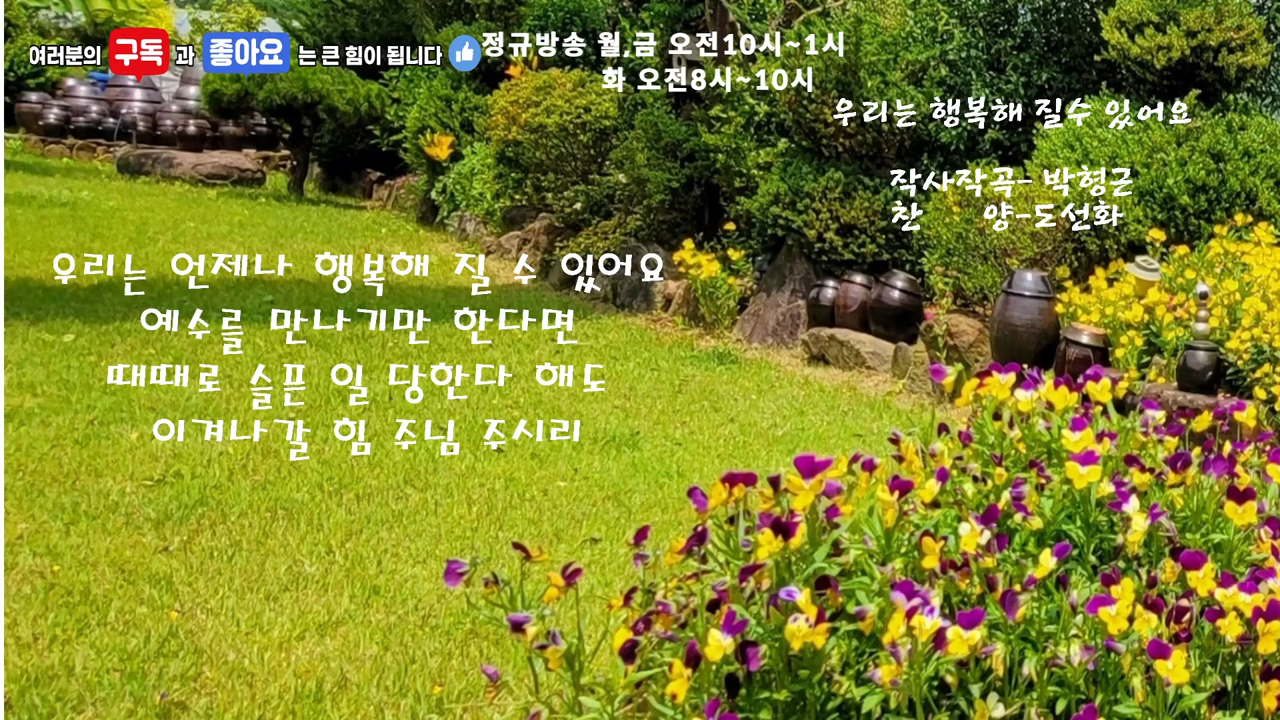 여러분의 구독 과 좋아요 는 큰 힘이 됩니다
정규방송 월,금 오전10시~1시
화 오전8시~10시
우리는 행복해 질수 있어요
작사작곡- 박형근
찬 양-도선화
우리는 언제나 행복해 질 수 있어요
예수를 만나기만 한다면
때때로 슬픈 일 당한다 해도
이겨나갈 힘 주님 주시리